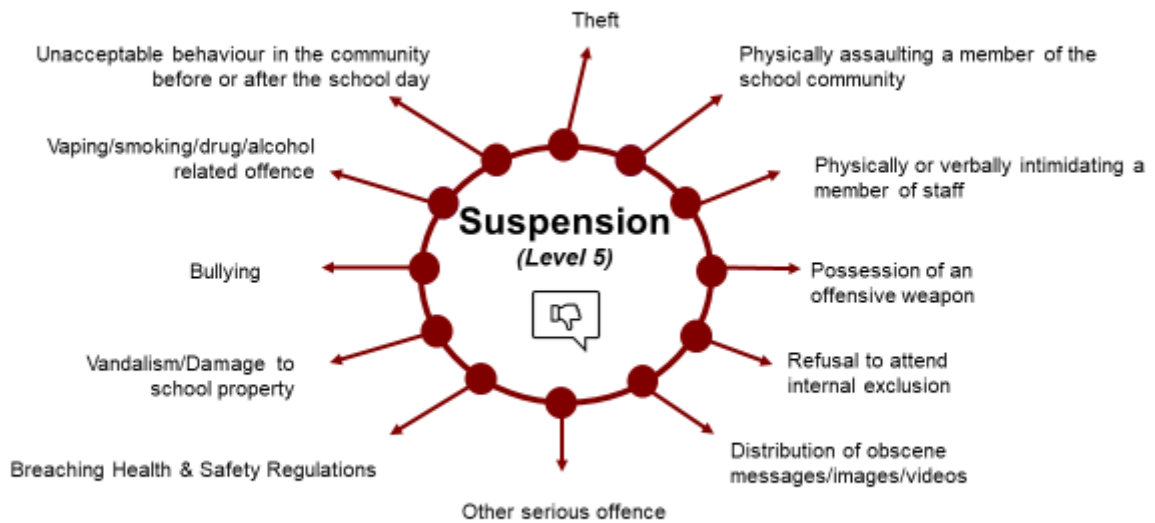 Theft
Unacceptable behaviour in the community
before or after the school day
Physically assaulting a member of the
school community
Vaping/smoking/drug/alcohol
related offence
Physically or verbally intimidating a
member of staff
Suspension
(Level 5)
Bullying
Possession of an
offensive weapon
Vandalism/Damage to
school property
Refusal to attend
internal exclusion
Breaching Health & Safety Regulations
Distribution of obscene
messages/images/videos
Other serious offence